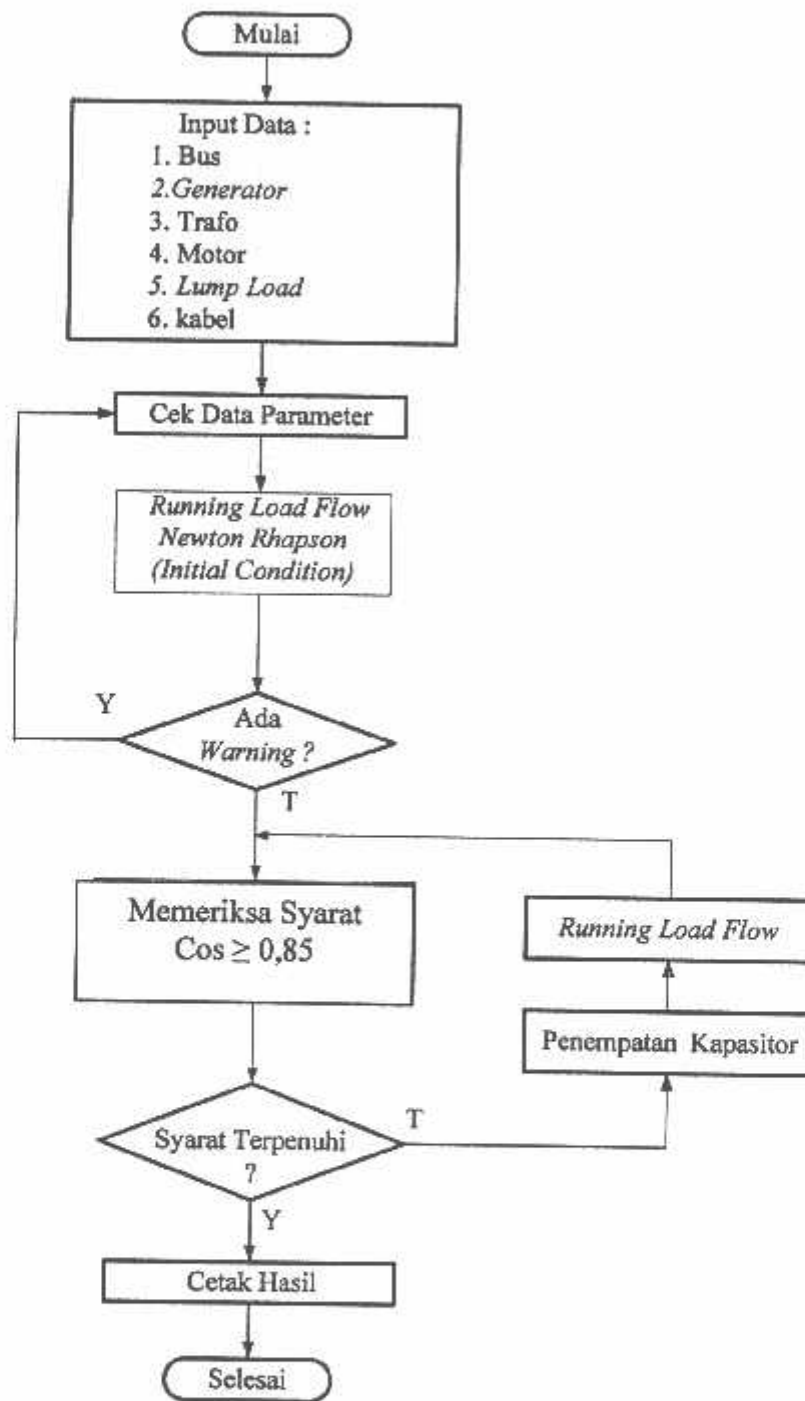 Mulai
Input Data :
1. Bus
2.Generator
3. Trafo
4. Motor
5. Lump Load
6. kabel
Cek Data Parameter
Running Load Flow
Newton Rhapson
(Initial Condition)
Y
Ada
Warning ?
T
Memeriksa Syarat
Cos ≥ 0,85
Running Load Flow
Penempatan Kapasitor
Syarat Terpenuhi
?
T
Y
Cetak Hasil
Selesai